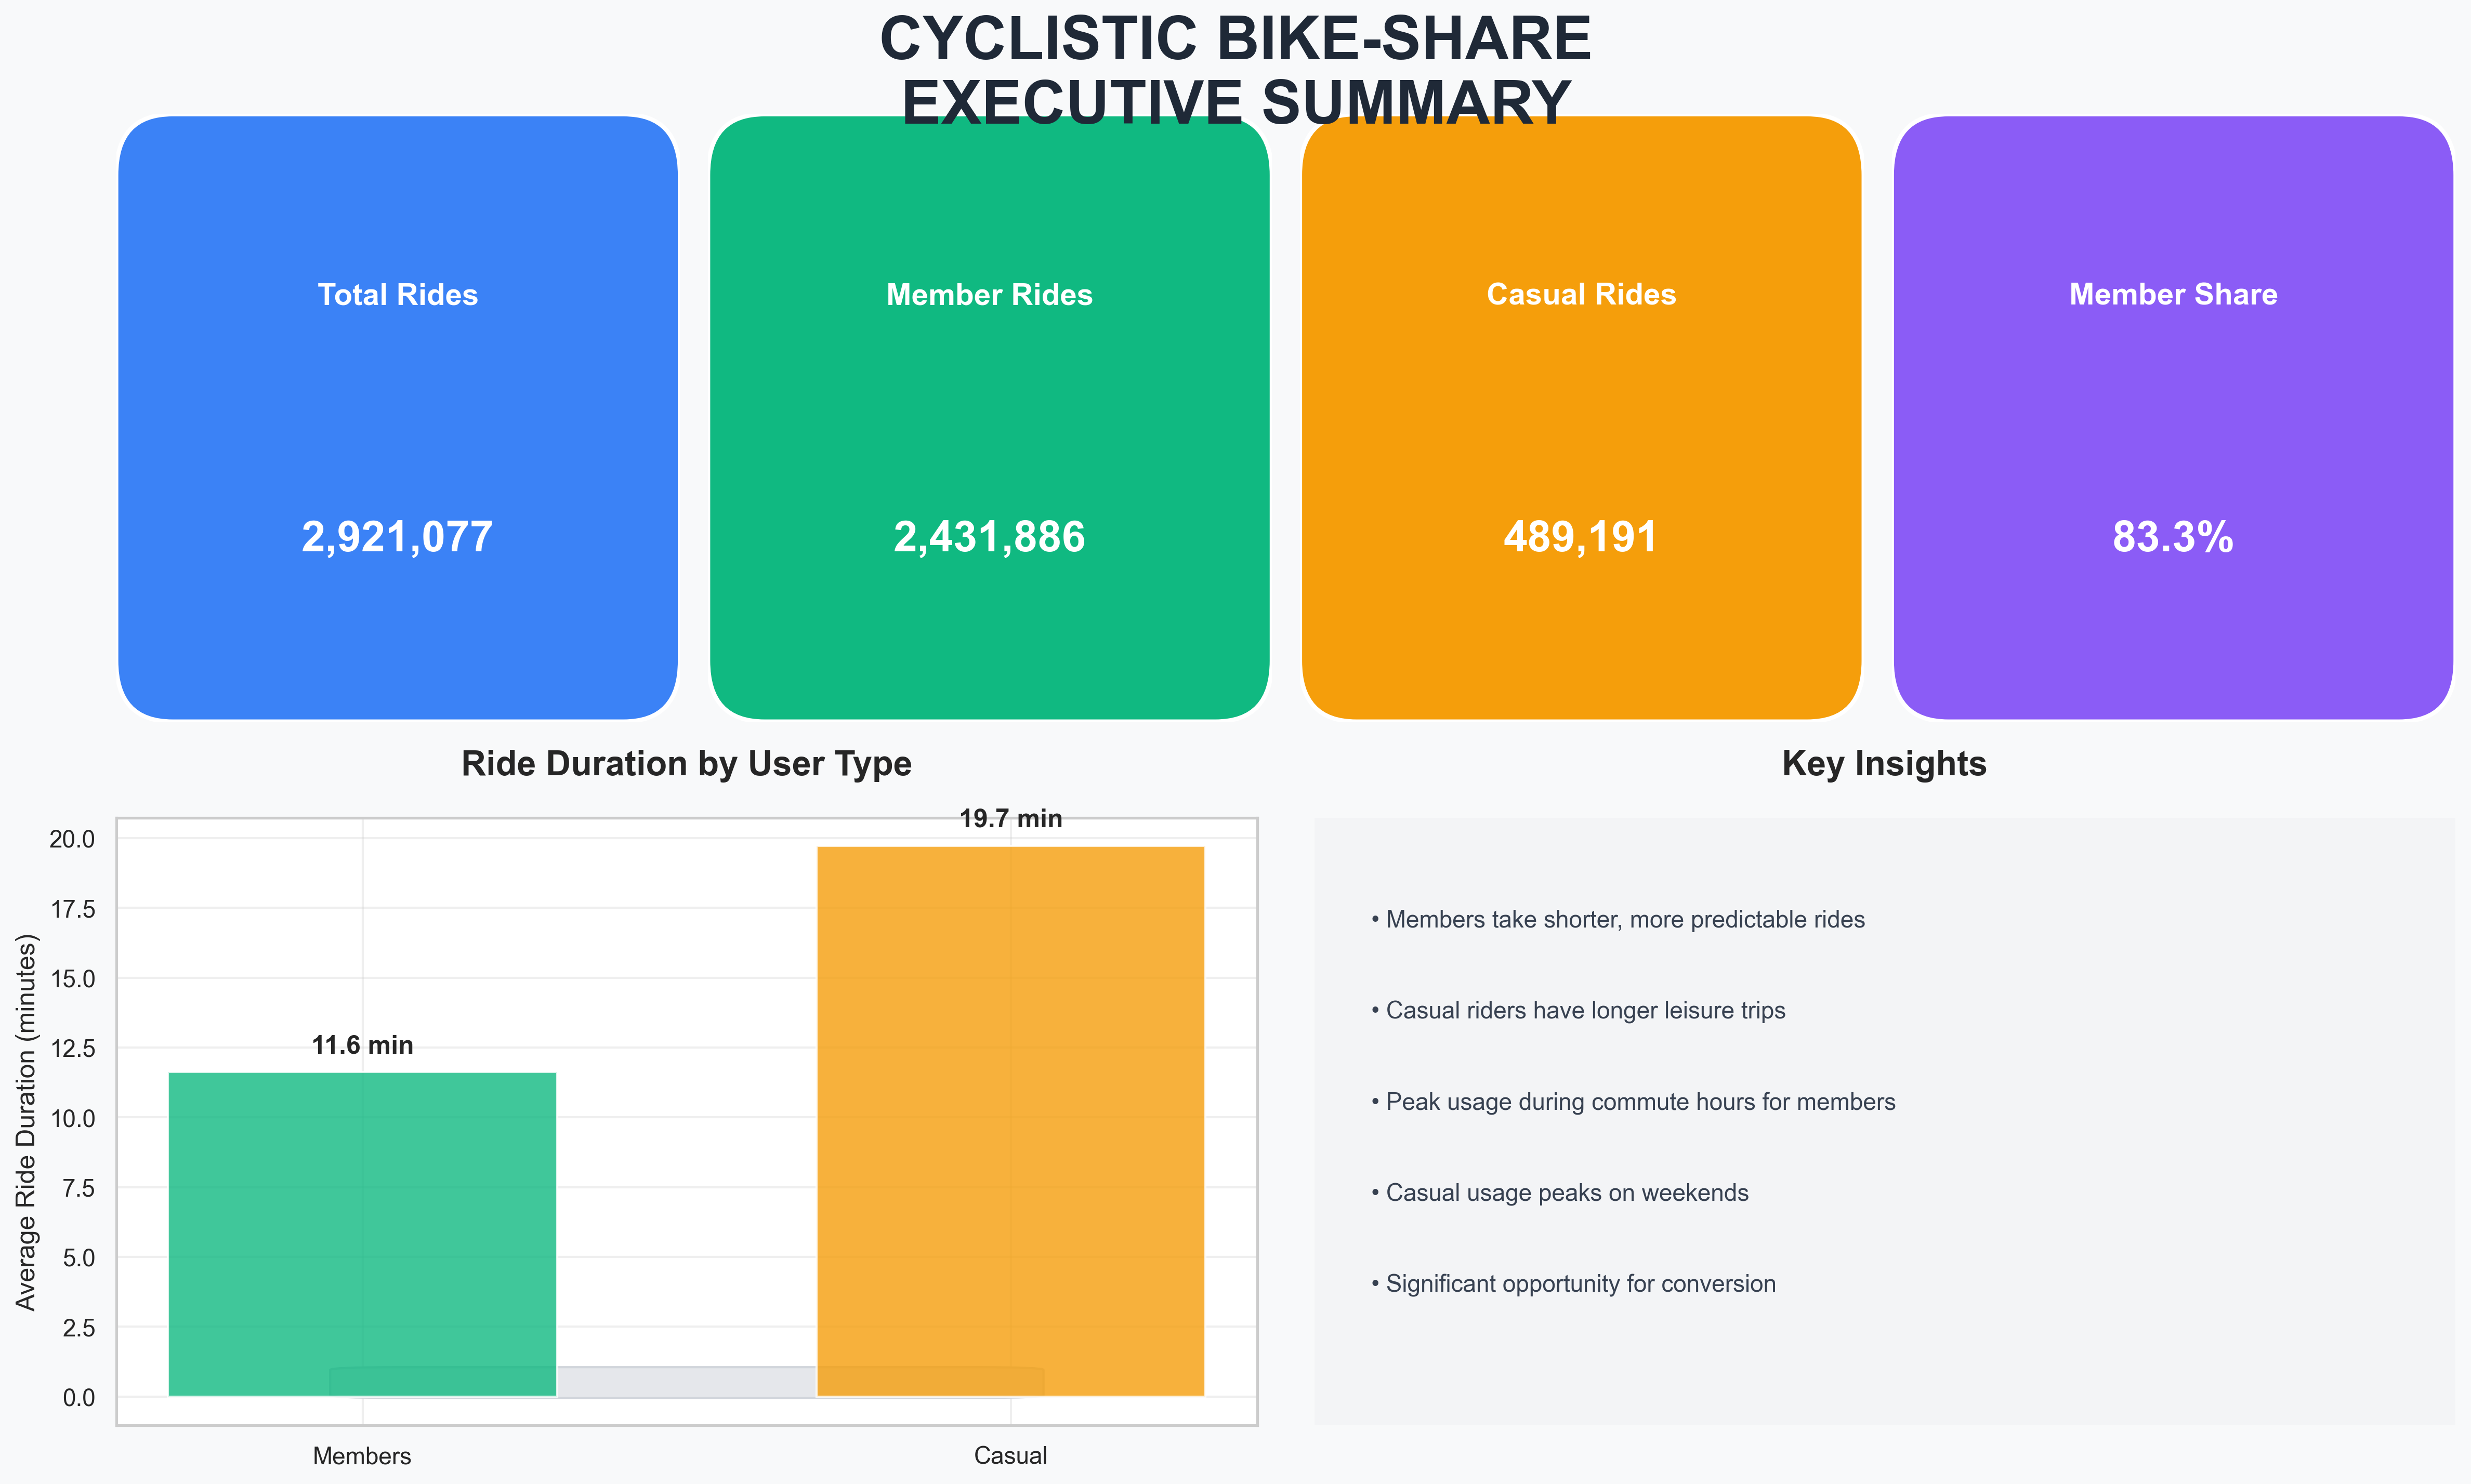 CYCLISTIC BIKE-SHARE
EXECUTIVE SUMMARY
Total Rides
2,921,077
Member Rides
2,431,886
Casual Rides
489,191
Member Share
83.3%
Ride Duration by User Type
Average Ride Duration (minutes)
20.0
17.5
15.0
12.5
10.0
7.5
5.0
2.5
0.0
11.6 min
19.7 min
Members
Casual
Key Insights
• Members take shorter, more predictable rides
• Casual riders have longer leisure trips
• Peak usage during commute hours for members
• Casual usage peaks on weekends
• Significant opportunity for conversion